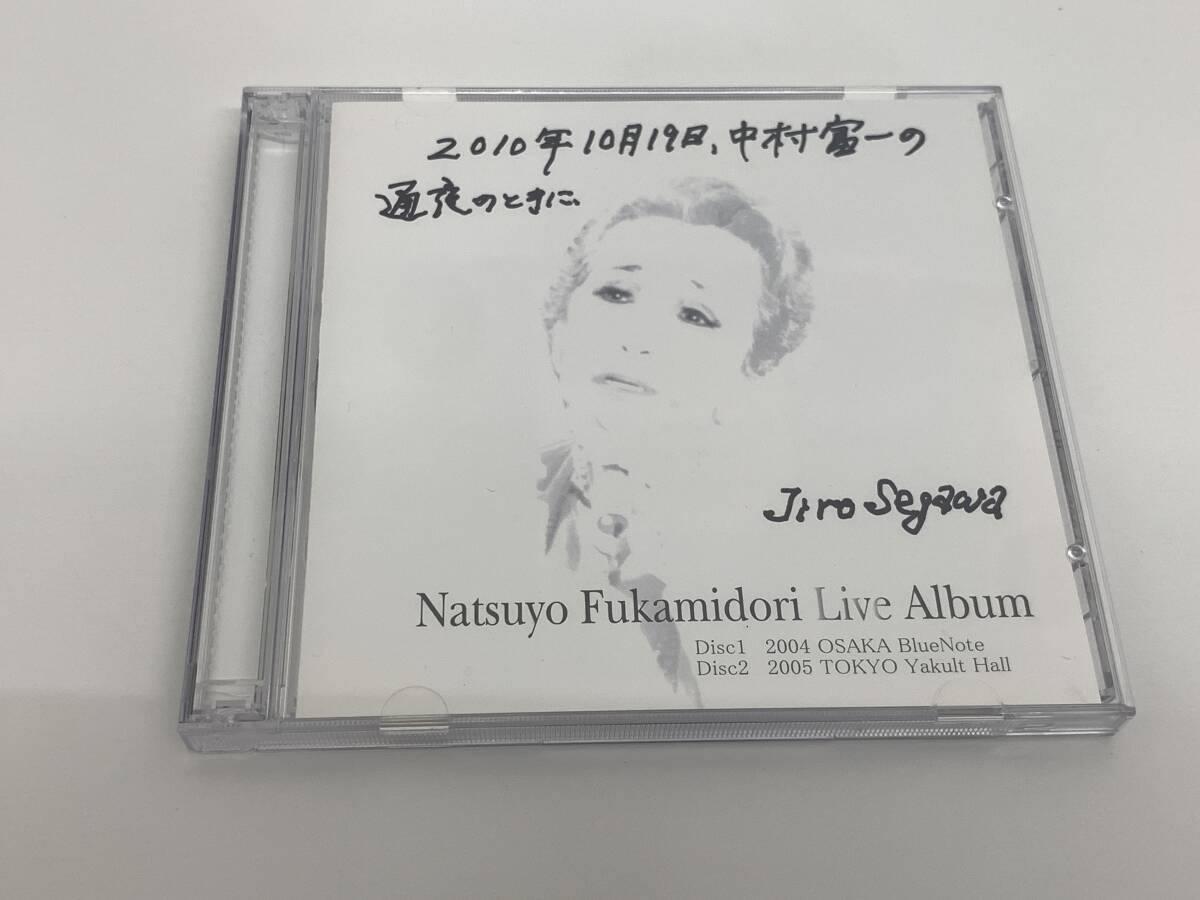 2010年10月19日、中村富一の
通夜のときに、
Jiro Segawa
Natsuyo Fukamidori Live Album
Disc1 2004 OSAKA BlueNote
Disc2 2005 TOKYO Yakult Hall